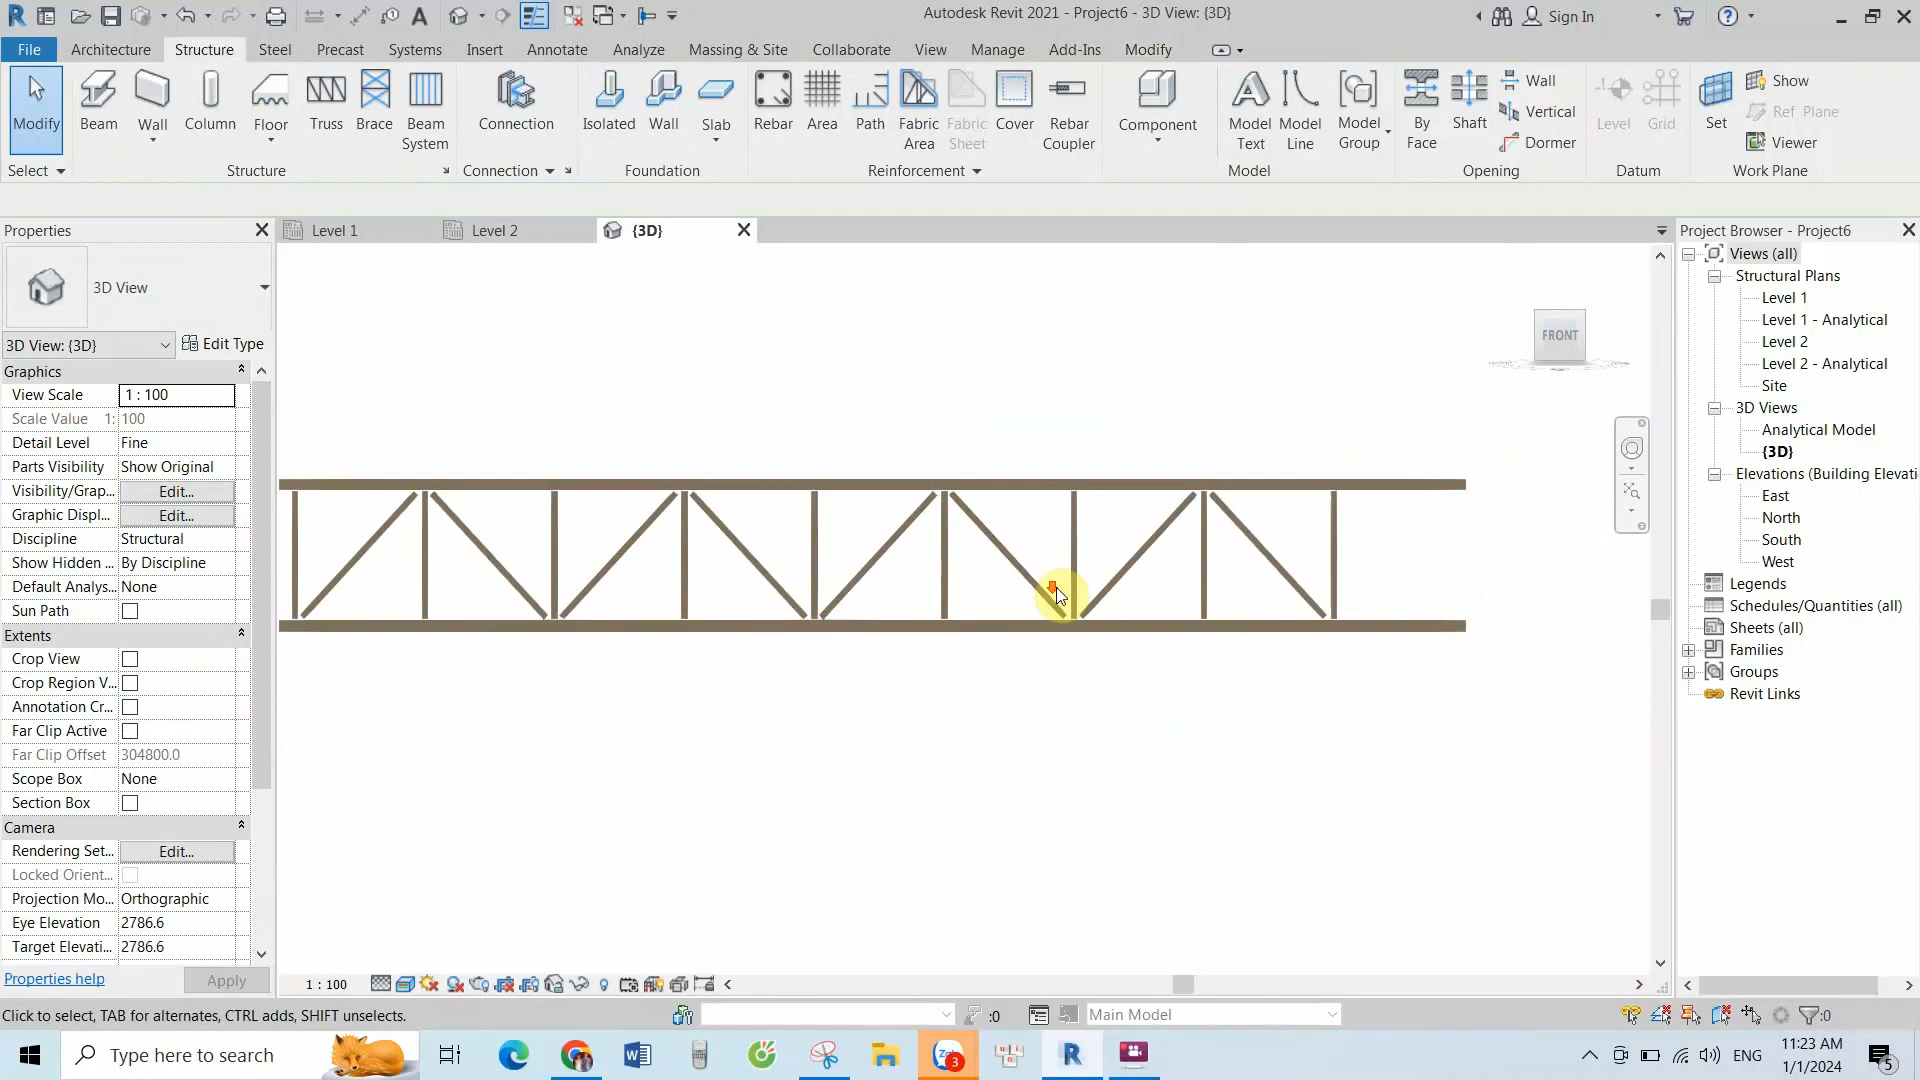 Autodesk Revit 2021 - Project6 - 3D View: {3D}
Sign In
File Architecture Structure Steel Precast Systems Insert Annotate Analyze Massing & Site Collaborate View Manage Add-Ins Modify
Modify
Beam
Wall
Column
Floor
Truss
Brace
Beam
System
Connection
Isolated
Wall
Slab
Rebar
Area
Path
Fabric
Area
Fabric
Sheet
Cover
Rebar
Coupler
Component
Model
Text
Model
Line
Model
Group
By
Face
Shaft
Wall
Vertical
Dormer
Level
Grid
Set
Show
Ref Plane
Viewer
Select Structure Connection Foundation Reinforcement Model Opening Datum Work Plane
Properties
3D View
3D View: {3D}
Edit Type
Graphics
View Scale 1 : 100
Scale Value 1: 100
Detail Level Fine
Parts Visibility Show Original
Visibility/Grap... Edit...
Graphic Displ... Edit...
Discipline Structural
Show Hidden ... By Discipline
Default Analys... None
Sun Path
Extents
Crop View
Crop Region V...
Annotation Cr...
Far Clip Active
Far Clip Offset 304800.0
Scope Box None
Section Box
Camera
Rendering Set... Edit...
Locked Orient...
Projection Mo... Orthographic
Eye Elevation 2786.6
Target Elevati... 2786.6
Properties help
Apply
Level 1
Level 2
{3D}
FRONT
1 : 100
Project Browser - Project6
Views (all)
Structural Plans
Level 1
Level 1 - Analytical
Level 2
Level 2 - Analytical
Site
3D Views
Analytical Model
{3D}
Elevations (Building Elevati
East
North
South
West
Legends
Schedules/Quantities (all)
Sheets (all)
Families
Groups
Revit Links
Click to select, TAB for alternates, CTRL adds, SHIFT unselects.
:0
Main Model
:0
Type here to search
3
ENG
11:23 AM
1/1/2024
5